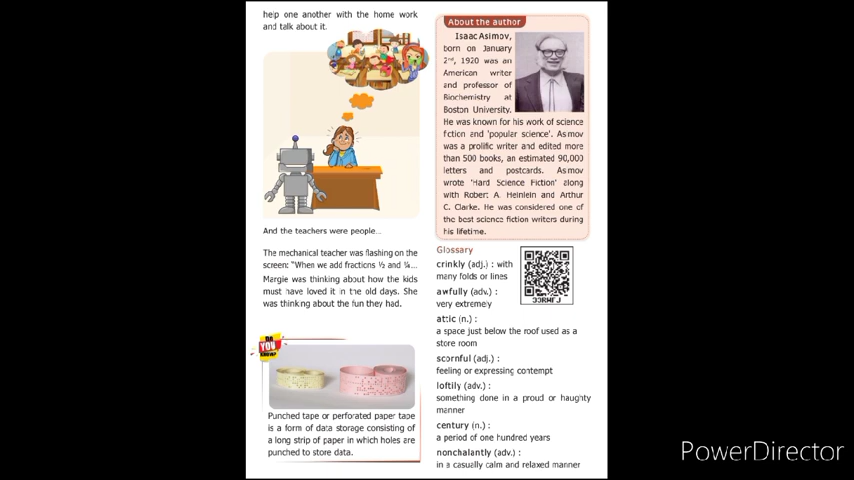 help one another with the home work
and talk about it.
And the teachers were people...
The mechanical teacher was flashing on the
screen: "When we add fractions ½ and ¼...
Margie was thinking about how the kids
must have loved it in the old days. She
was thinking about the fun they had.
DO
YOU
KNOW?
Punched tape or perforated paper tape
is a form of data storage consisting of
a long strip of paper in which holes are
punched to store data.
About the author
Isaac Asimov,
born on January
2nd, 1920 was an
American writer
and professor of
Biochemistry at
Boston University.
He was known for his work of science
fiction and 'popular science'. Asimov
was a prolific writer and edited more
than 500 books, an estimated 90,000
letters and postcards. Asimov
wrote 'Hard Science Fiction' along
with Robert A. Heinlein and Arthur
C. Clarke. He was considered one of
the best science fiction writers during
his lifetime.
Glossary
crinkly (adj.) : with
many folds or lines
awfully (adv.) :
very extremely
attic (n.) :
a space just below the roof used as a
store room
scornful (adj.) :
feeling or expressing contempt
loftily (adv.) :
something done in a proud or haughty
manner
century (n.) :
a period of one hundred years
nonchalantly (adv.) :
in a casually calm and relaxed manner
33RWFJ
PowerDirector